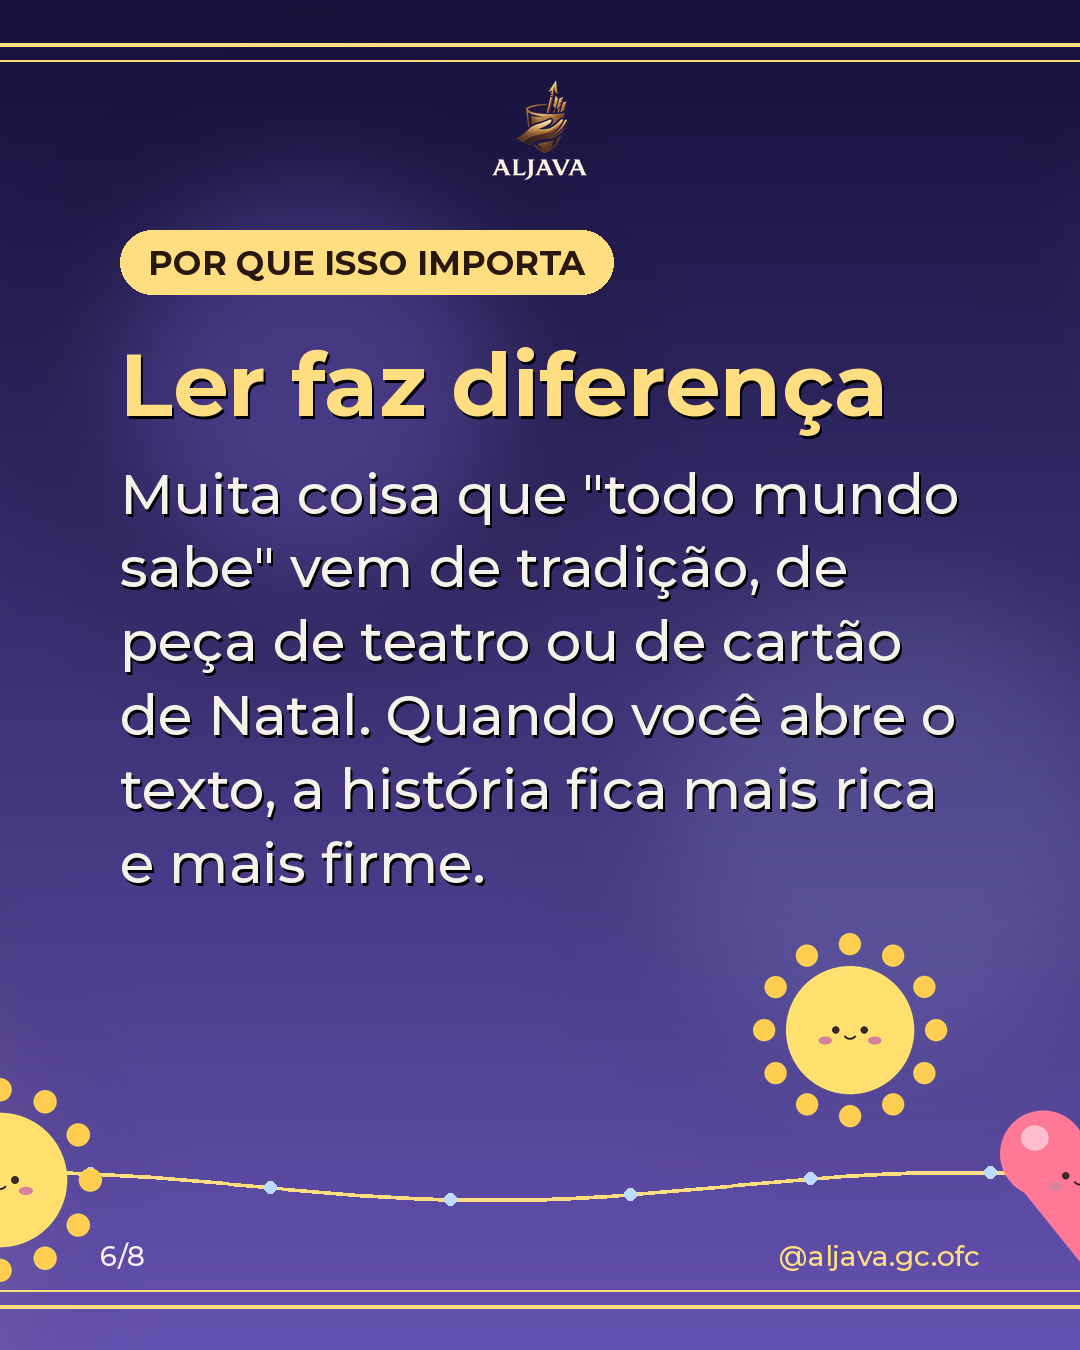 ALJAVA
POR QUE ISSO IMPORTA
Ler faz diferença
Muita coisa que "todo mundo
sabe" vem de tradição, de
peça de teatro ou de cartão
de Natal. Quando você abre o
texto, a história fica mais rica
e mais firme.
6/8
@aljava.gc.ofc